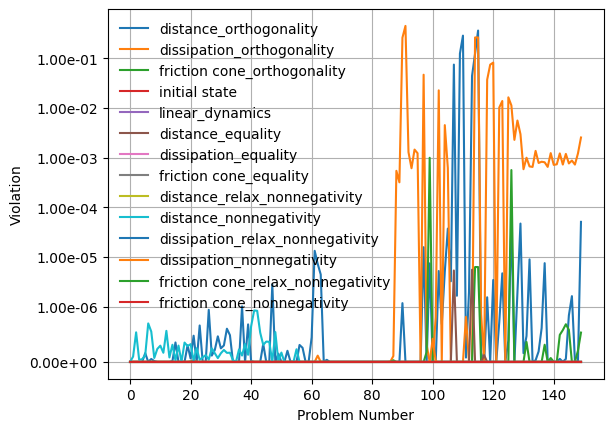 distance_orthogonality
dissipation_orthogonality
friction cone_orthogonality
initial state
linear_dynamics
distance_equality
dissipation_equality
friction cone_equality
distance_relax_nonnegativity
distance_nonnegativity
dissipation_relax_nonnegativity
dissipation_nonnegativity
friction cone_relax_nonnegativity
friction cone_nonnegativity
1.00e-01
1.00e-02
1.00e-03
1.00e-04
1.00e-05
1.00e-06
0.00e+00
Violation
0 20 40 60 80 100 120 140
Problem Number